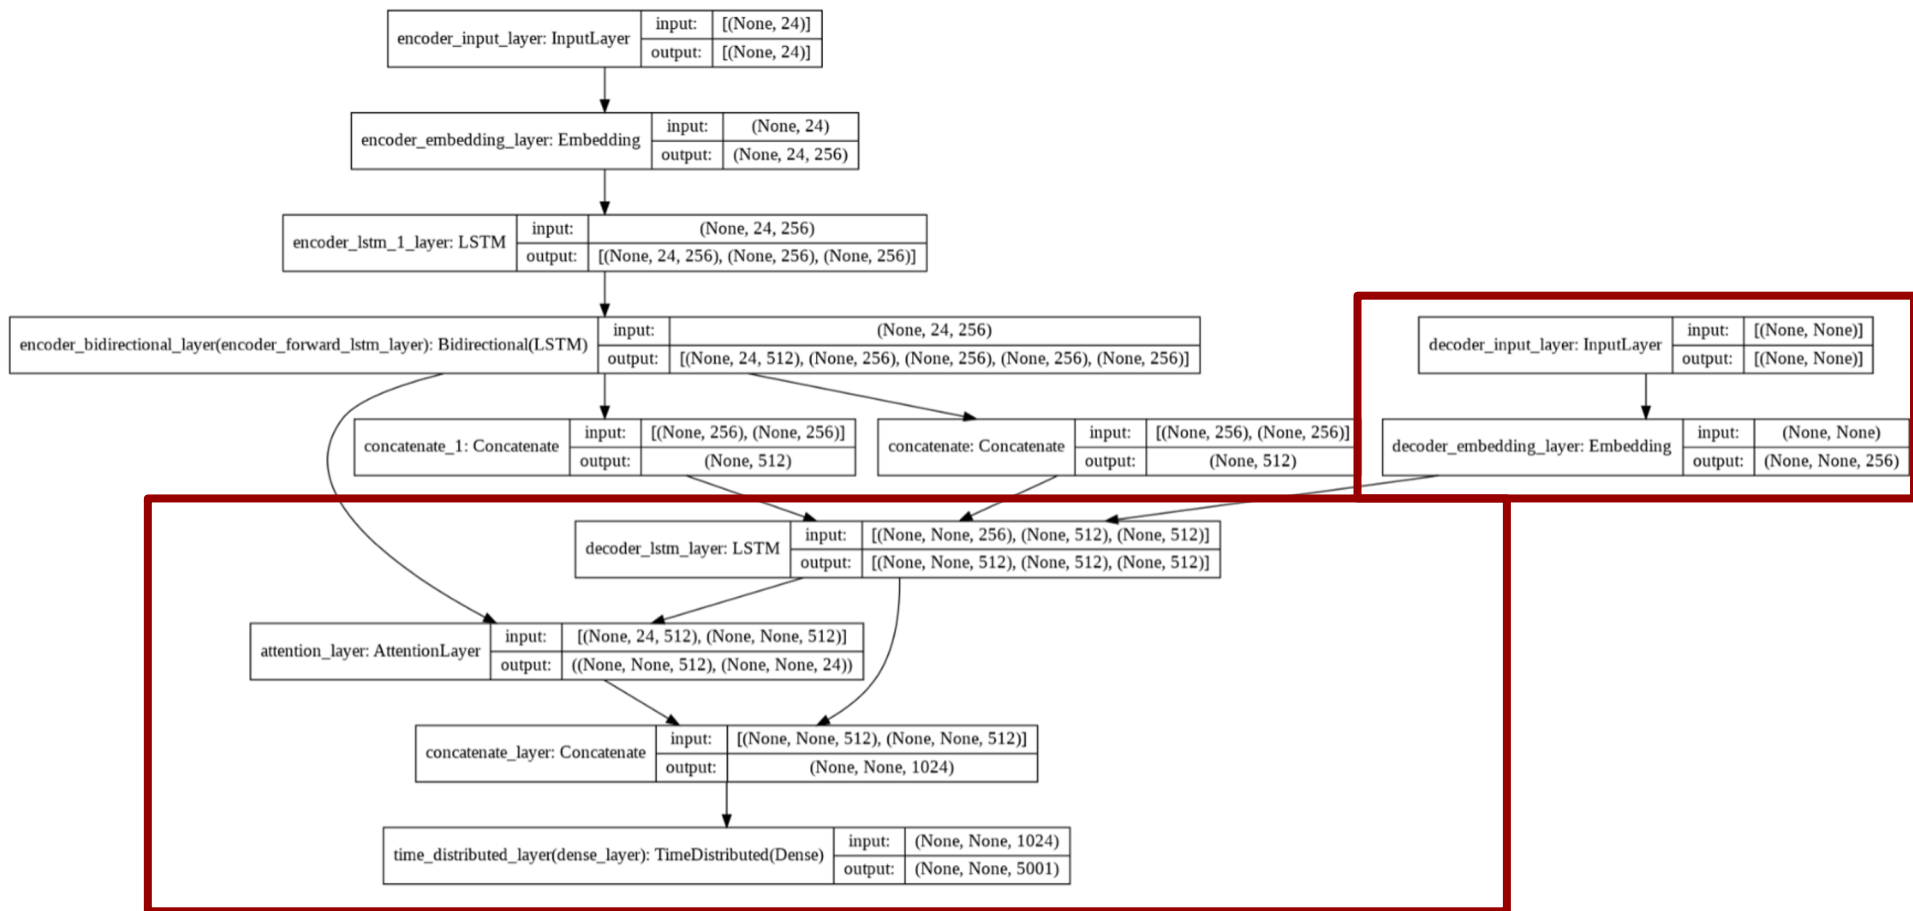 encoder_input_layer: InputLayer
input: [(None, 24)]
output: [(None, 24)]
encoder_embedding_layer: Embedding
input: (None, 24)
output: (None, 24, 256)
encoder_lstm_1_layer: LSTM
input: (None, 24, 256)
output: [(None, 24, 256), (None, 256), (None, 256)]
encoder_bidirectional_layer(encoder_forward_lstm_layer): Bidirectional(LSTM)
input: (None, 24, 256)
output: [(None, 24, 512), (None, 256), (None, 256), (None, 256), (None, 256)]
decoder_input_layer: InputLayer
input: [(None, None)]
output: [(None, None)]
concatenate_1: Concatenate
input: [(None, 256), (None, 256)]
output: (None, 512)
concatenate: Concatenate
input: [(None, 256), (None, 256)]
output: (None, 512)
decoder_embedding_layer: Embedding
input: (None, None)
output: (None, None, 256)
decoder_lstm_layer: LSTM
input: [(None, None, 256), (None, 512), (None, 512)]
output: [(None, None, 512), (None, 512), (None, 512)]
attention_layer: AttentionLayer
input: [(None, 24, 512), (None, None, 512)]
output: ((None, None, 512), (None, None, 24))
concatenate_layer: Concatenate
input: [(None, None, 512), (None, None, 512)]
output: (None, None, 1024)
time_distributed_layer(dense_layer): TimeDistributed(Dense)
input: (None, None, 1024)
output: (None, None, 5001)